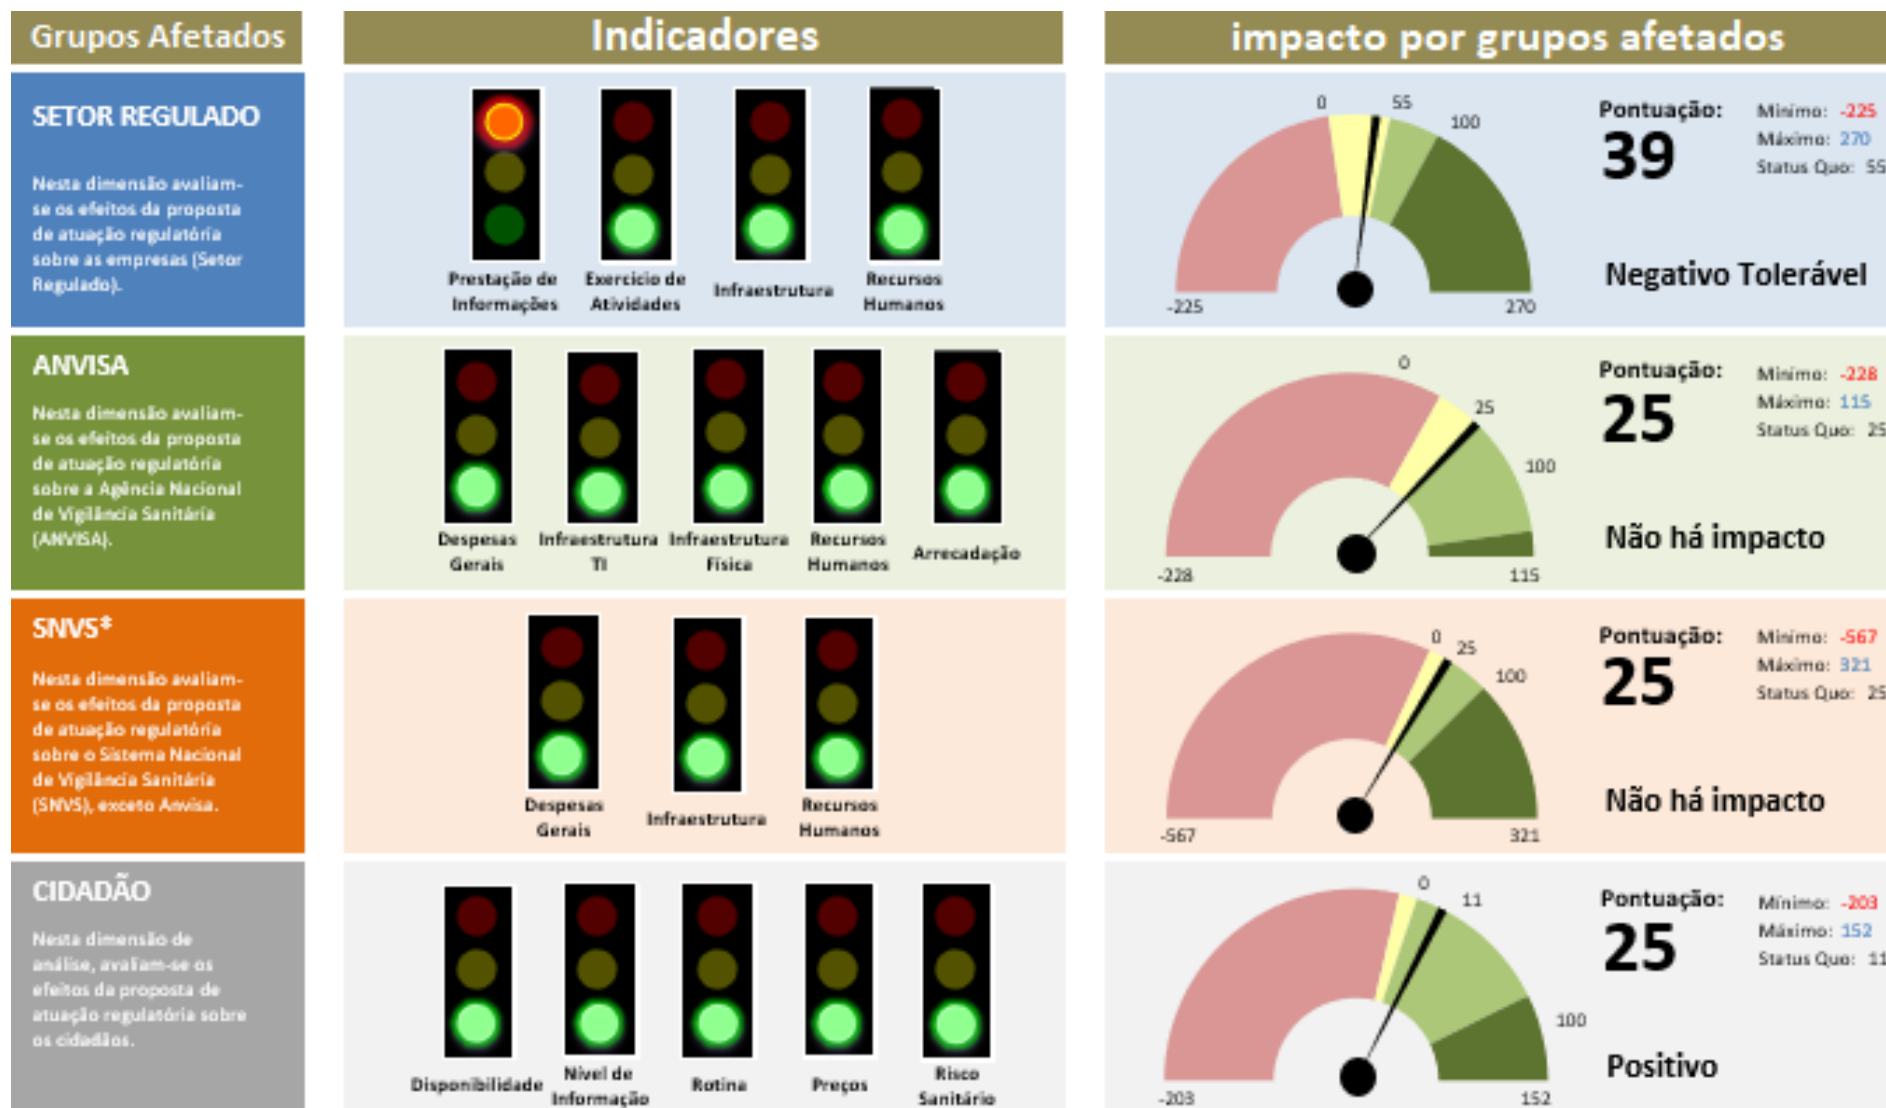 Grupos Afetados
Indicadores
impacto por grupos afetados
SETOR REGULADO
Nesta dimensão avaliam-
se os efeitos da proposta
de atuação regulatória
sobre as empresas (Setor
Regulado).
Prestação de
Informações
Exercício de
Atividades
Infraestrutura
Recursos
Humanos
0
55
100
-225
270
Pontuação:
39
Mínimo: -225
Máximo: 270
Status Quo: 55
Negativo Tolerável
ANVISA
Nesta dimensão avaliam-
se os efeitos da proposta
de atuação regulatória
sobre a Agência Nacional
de Vigilância Sanitária
(ANVISA).
Despesas
Gerais
Infraestrutura
TI
Infraestrutura
Física
Recursos
Humanos
Arrecadação
0
25
100
-228
115
Pontuação:
25
Mínimo: -228
Máximo: 115
Status Quo: 25
Não há impacto
SNVS*
Nesta dimensão avaliam-
se os efeitos da proposta
de atuação regulatória
sobre o Sistema Nacional
de Vigilância Sanitária
(SNVS), exceto Anvisa.
Despesas
Gerais
Infraestrutura
Recursos
Humanos
0
25
100
-567
321
Pontuação:
25
Mínimo: -567
Máximo: 321
Status Quo: 25
Não há impacto
CIDADÃO
Nesta dimensão de
análise, avaliam-se os
efeitos da proposta de
atuação regulatória sobre
os cidadãos.
Disponibilidade
Nível de
Informação
Rotina
Preços
Risco
Sanitário
0
11
100
-203
152
Pontuação:
25
Mínimo: -203
Máximo: 152
Status Quo: 11
Positivo